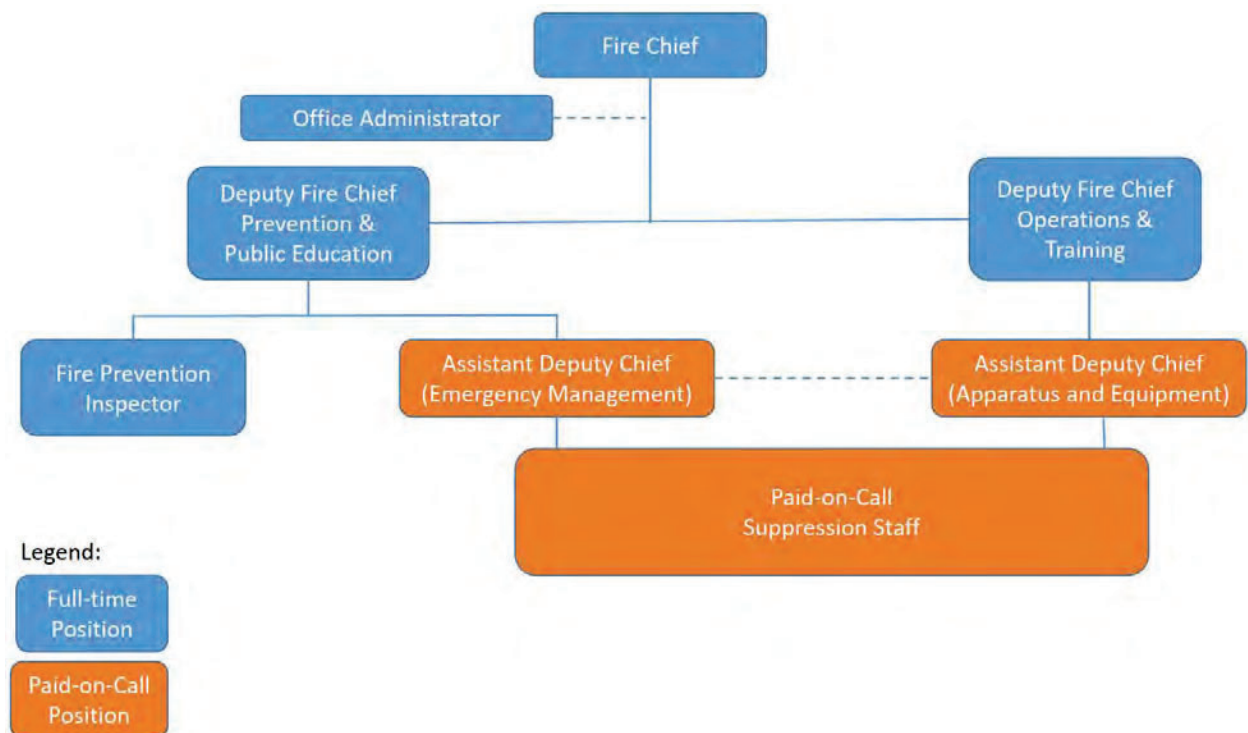 Fire Chief
Office Administrator
Deputy Fire Chief
Prevention &
Public Education
Deputy Fire Chief
Operations &
Training
Fire Prevention
Inspector
Assistant Deputy Chief
(Emergency Management)
Assistant Deputy Chief
(Apparatus and Equipment)
Paid-on-Call
Suppression Staff
Legend:
Full-time
Position
Paid-on-Call
Position